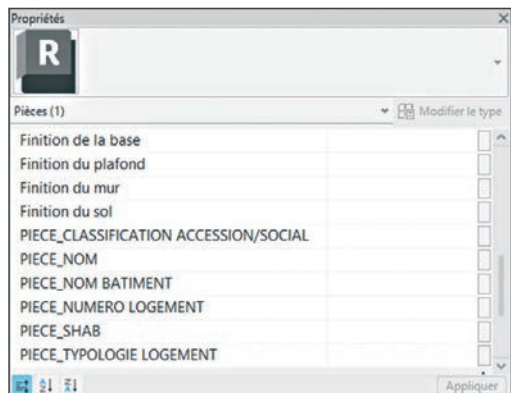 Propriétés
R
Pièces (1)
Modifier le type
Finition de la base
Finition du plafond
Finition du mur
Finition du sol
PIECE_CLASSIFICATION ACCESSION/SOCIAL
PIECE_NOM
PIECE_NOM BATIMENT
PIECE_NUMERO LOGEMENT
PIECE_SHAB
PIECE_TYPOLOGIE LOGEMENT
Appliquer